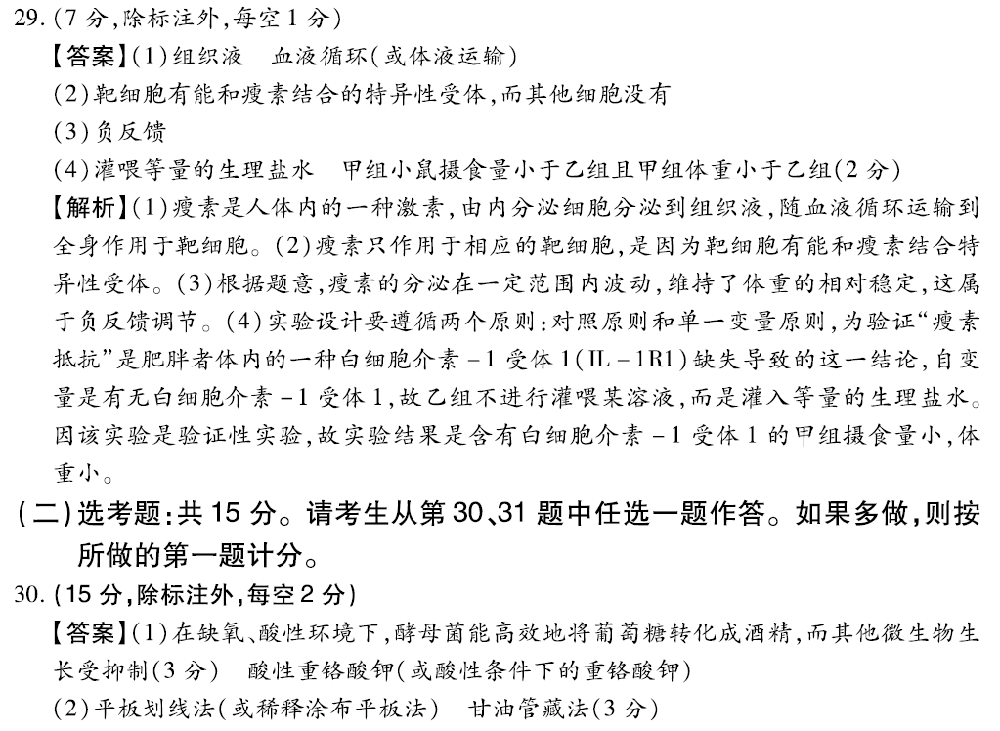 29. (7 分,除标注外,每空 1 分)
【答案】(1)组织液　血液循环(或体液运输)
(2)靶细胞有能和瘦素结合的特异性受体,而其他细胞没有
(3)负反馈
(4)灌喂等量的生理盐水　甲组小鼠摄食量小于乙组且甲组体重小于乙组(2 分)
【解析】(1)瘦素是人体内的一种激素,由内分泌细胞分泌到组织液,随血液循环运输到
全身作用于靶细胞。(2)瘦素只作用于相应的靶细胞,是因为靶细胞有能和瘦素结合特
异性受体。(3)根据题意,瘦素的分泌在一定范围内波动,维持了体重的相对稳定,这属
于负反馈调节。(4)实验设计要遵循两个原则:对照原则和单一变量原则,为验证“瘦素
抵抗”是肥胖者体内的一种白细胞介素 –1 受体 1(IL –1R1)缺失导致的这一结论,自变
量是有无白细胞介素 –1 受体 1,故乙组不进行灌喂某溶液,而是灌入等量的生理盐水。
因该实验是验证性实验,故实验结果是含有白细胞介素 –1 受体 1 的甲组摄食量小,体
重小。
(二)选考题:共 15 分。请考生从第 30、31 题中任选一题作答。如果多做,则按
所做的第一题计分。
30. (15 分,除标注外,每空 2 分)
【答案】(1)在缺氧、酸性环境下,酵母菌能高效地将葡萄糖转化成酒精,而其他微生物生
长受抑制(3 分)　酸性重铬酸钾(或酸性条件下的重铬酸钾)
(2)平板划线法(或稀释涂布平板法)　甘油管藏法(3 分)